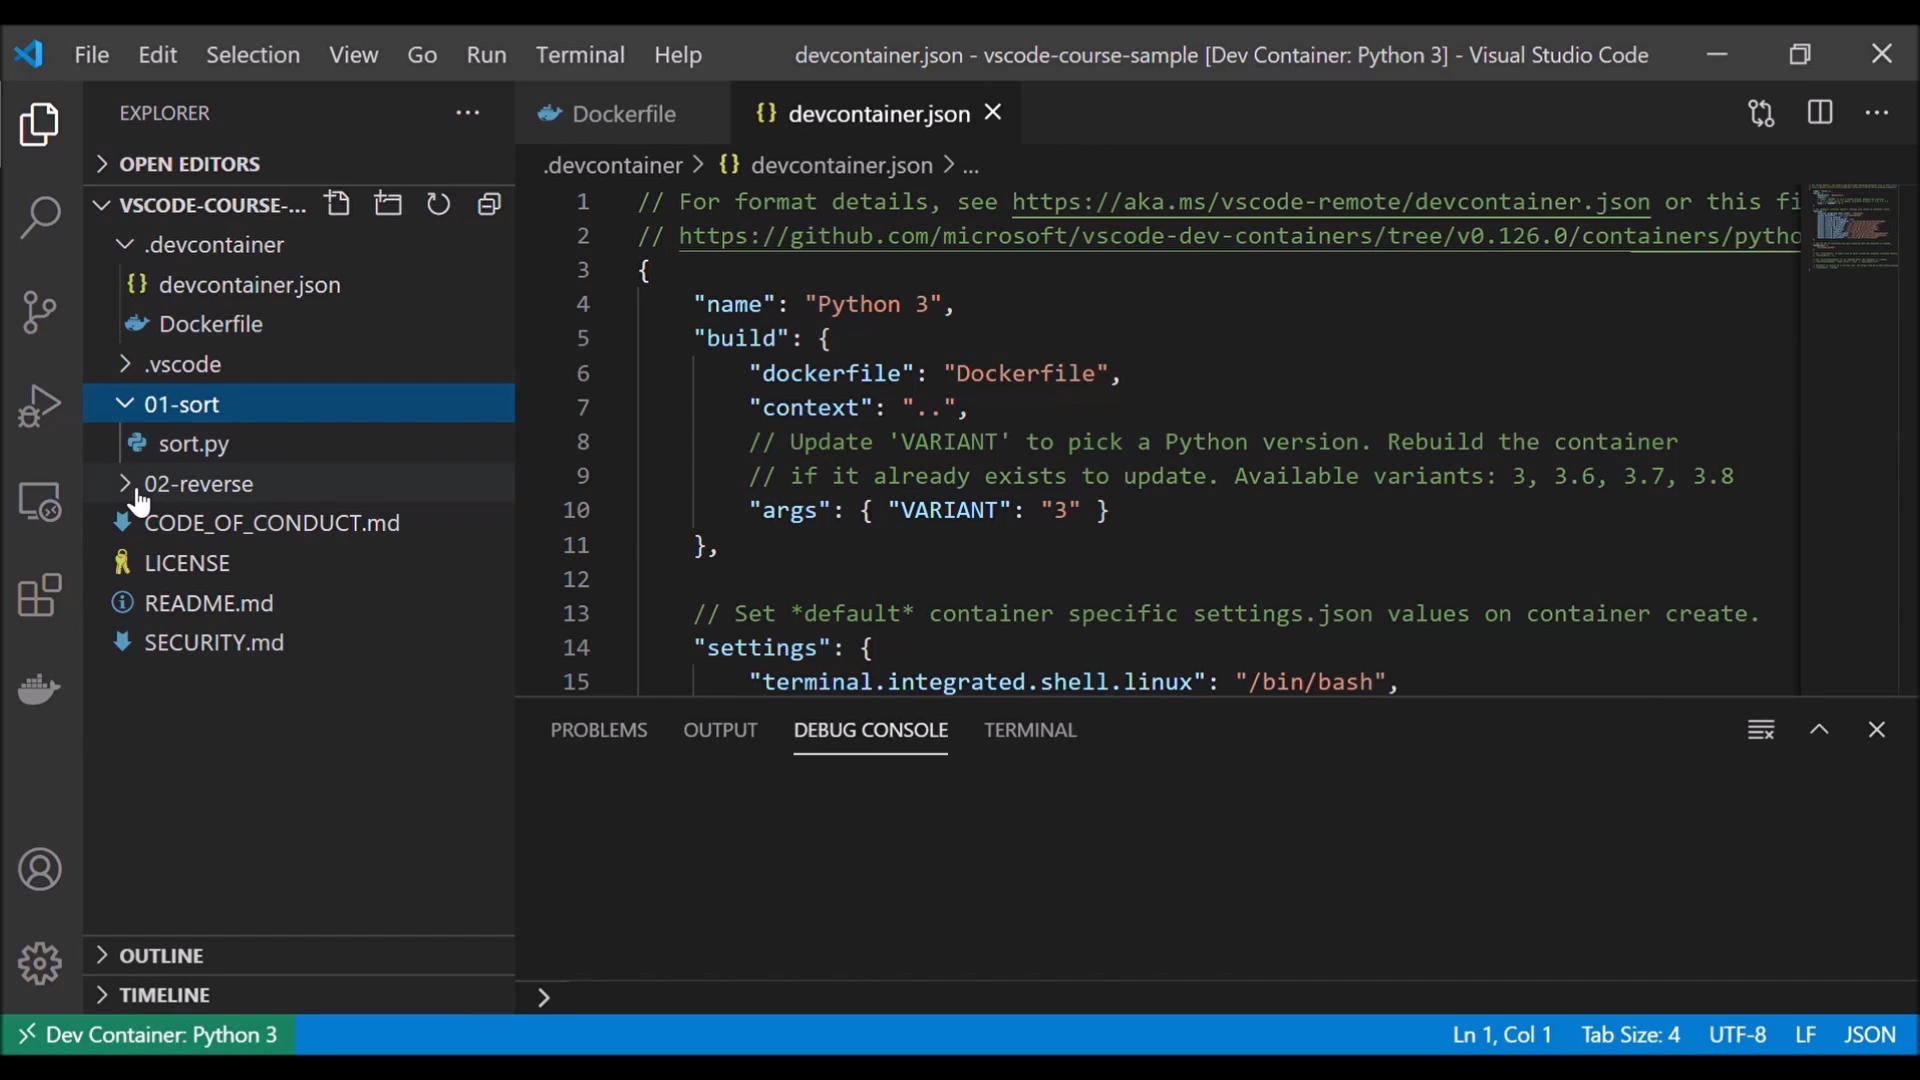 File Edit Selection View Go Run Terminal Help devcontainer.json - vscode-course-sample [Dev Container: Python 3] - Visual Studio Code
EXPLORER
OPEN EDITORS
VSCODE-COURSE-...
.devcontainer
{} devcontainer.json
Dockerfile
.vscode
01-sort
sort.py
02-reverse
CODE_OF_CONDUCT.md
LICENSE
README.md
SECURITY.md
OUTLINE
TIMELINE
Dockerfile {} devcontainer.json
.devcontainer > {} devcontainer.json > ...
1 // For format details, see https://aka.ms/vscode-remote/devcontainer.json or this fi
2 // https://github.com/microsoft/vscode-dev-containers/tree/v0.126.0/containers/pytho
3 {
4 "name": "Python 3",
5 "build": {
6 "dockerfile": "Dockerfile",
7 "context": "..",
8 // Update 'VARIANT' to pick a Python version. Rebuild the container
9 // if it already exists to update. Available variants: 3, 3.6, 3.7, 3.8
10 "args": { "VARIANT": "3" }
11 },
12
13 // Set *default* container specific settings.json values on container create.
14 "settings": {
15 "terminal.integrated.shell.linux": "/bin/bash",
PROBLEMS OUTPUT DEBUG CONSOLE TERMINAL
>
Dev Container: Python 3 Ln 1, Col 1 Tab Size: 4 UTF-8 LF JSON